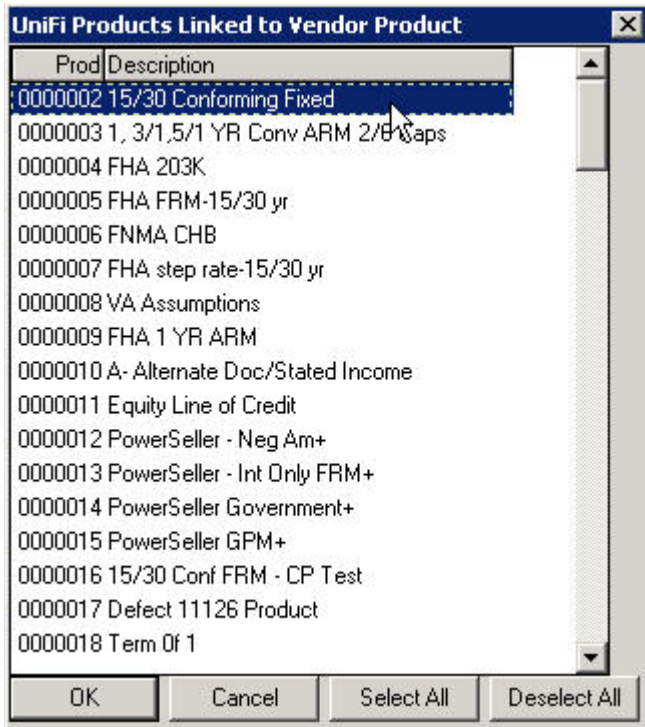 UniFi Products Linked to Vendor Product
Prod Description
0000002 15/30 Conforming Fixed
0000003 1, 3/1,5/1 YR Conv ARM 2/6 Caps
0000004 FHA 203K
0000005 FHA FRM-15/30 yr
0000006 FNMA CHB
0000007 FHA step rate-15/30 yr
0000008 VA Assumptions
0000009 FHA 1 YR ARM
0000010 A- Alternate Doc/Stated Income
0000011 Equity Line of Credit
0000012 PowerSeller - Neg Am+
0000013 PowerSeller - Int Only FRM+
0000014 PowerSeller Government+
0000015 PowerSeller GPM+
0000016 15/30 Conf FRM - CP Test
0000017 Defect 11126 Product
0000018 Term Of 1
OK Cancel Select All Deselect All